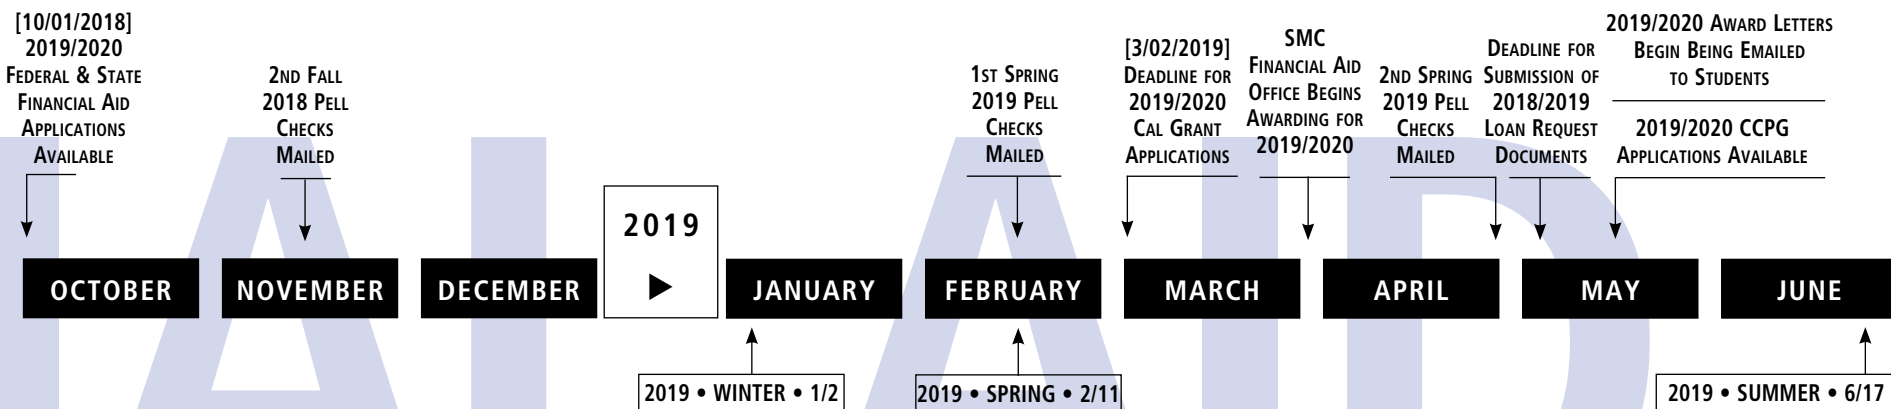 [10/01/2018]
2019/2020
Federal & State
Financial Aid
Applications
Available
2nd Fall
2018 Pell
Checks
Mailed
1st Spring
2019 Pell
Checks
Mailed
[3/02/2019]
Deadline for
2019/2020
Cal Grant
Applications
SMC
Financial Aid
Office Begins
Awarding for
2019/2020
2nd Spring
2019 Pell
Checks
Mailed
Deadline for
Submission of
2018/2019
Loan Request
Documents
2019/2020 Award Letters
Begin Being Emailed
to Students
2019/2020 CCPG
Applications Available
OCTOBER
NOVEMBER
DECEMBER
2019
JANUARY
FEBRUARY
MARCH
APRIL
MAY
JUNE
2019 • WINTER • 1/2
2019 • SPRING • 2/11
2019 • SUMMER • 6/17
IAL AID